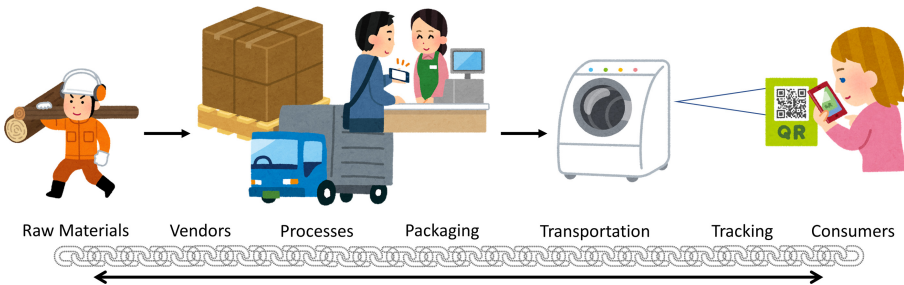 QR
Raw Materials Vendors Processes Packaging Transportation Tracking Consumers